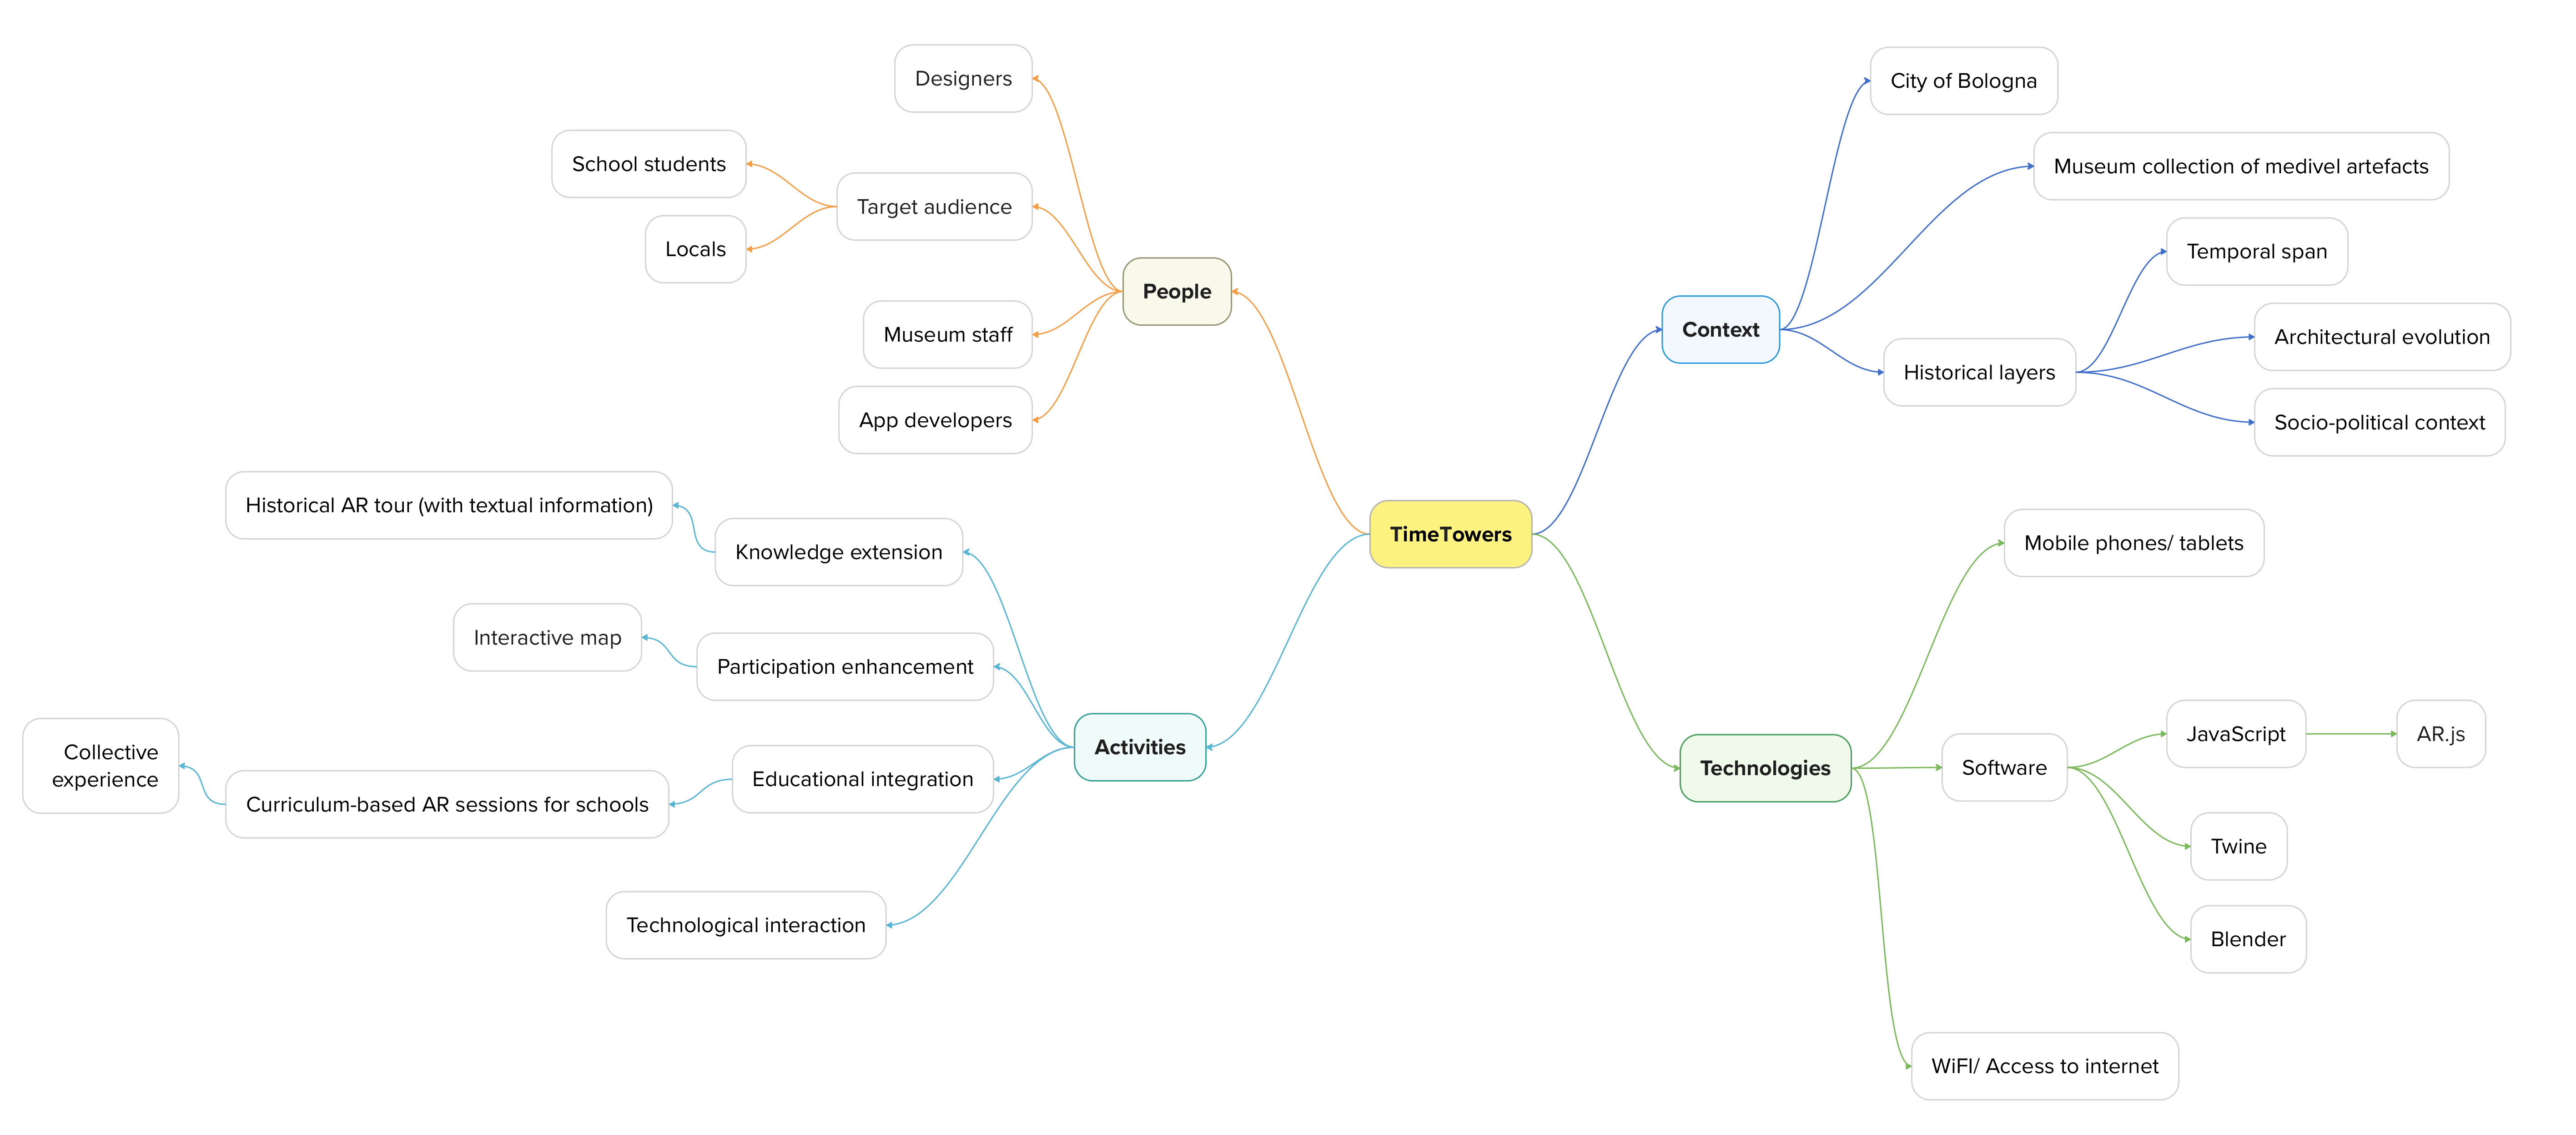 Designers
School students
Target audience
Locals
People
Museum staff
App developers
Historical AR tour (with textual information)
Knowledge extension
Interactive map
Participation enhancement
Collective
experience
Curriculum-based AR sessions for schools
Educational integration
Activities
Technological interaction
TimeTowers
City of Bologna
Museum collection of medivel artefacts
Temporal span
Context
Architectural evolution
Historical layers
Socio-political context
Mobile phones/ tablets
JavaScript
AR.js
Technologies
Software
Twine
Blender
WiFI/ Access to internet